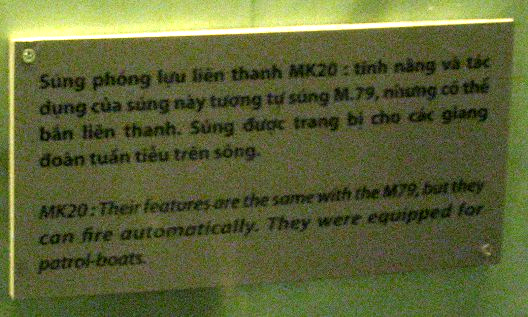 Súng phóng lựu liên thanh MK20 : tính năng và tác
dụng của súng này tương tự súng M.79, nhưng có thể
bắn liên thanh. Súng được trang bị cho các giang
đoàn tuần tiễu trên sông.
MK20 : Their features are the same with the M79, but they
can fire automatically. They were equipped for
patrol-boats.